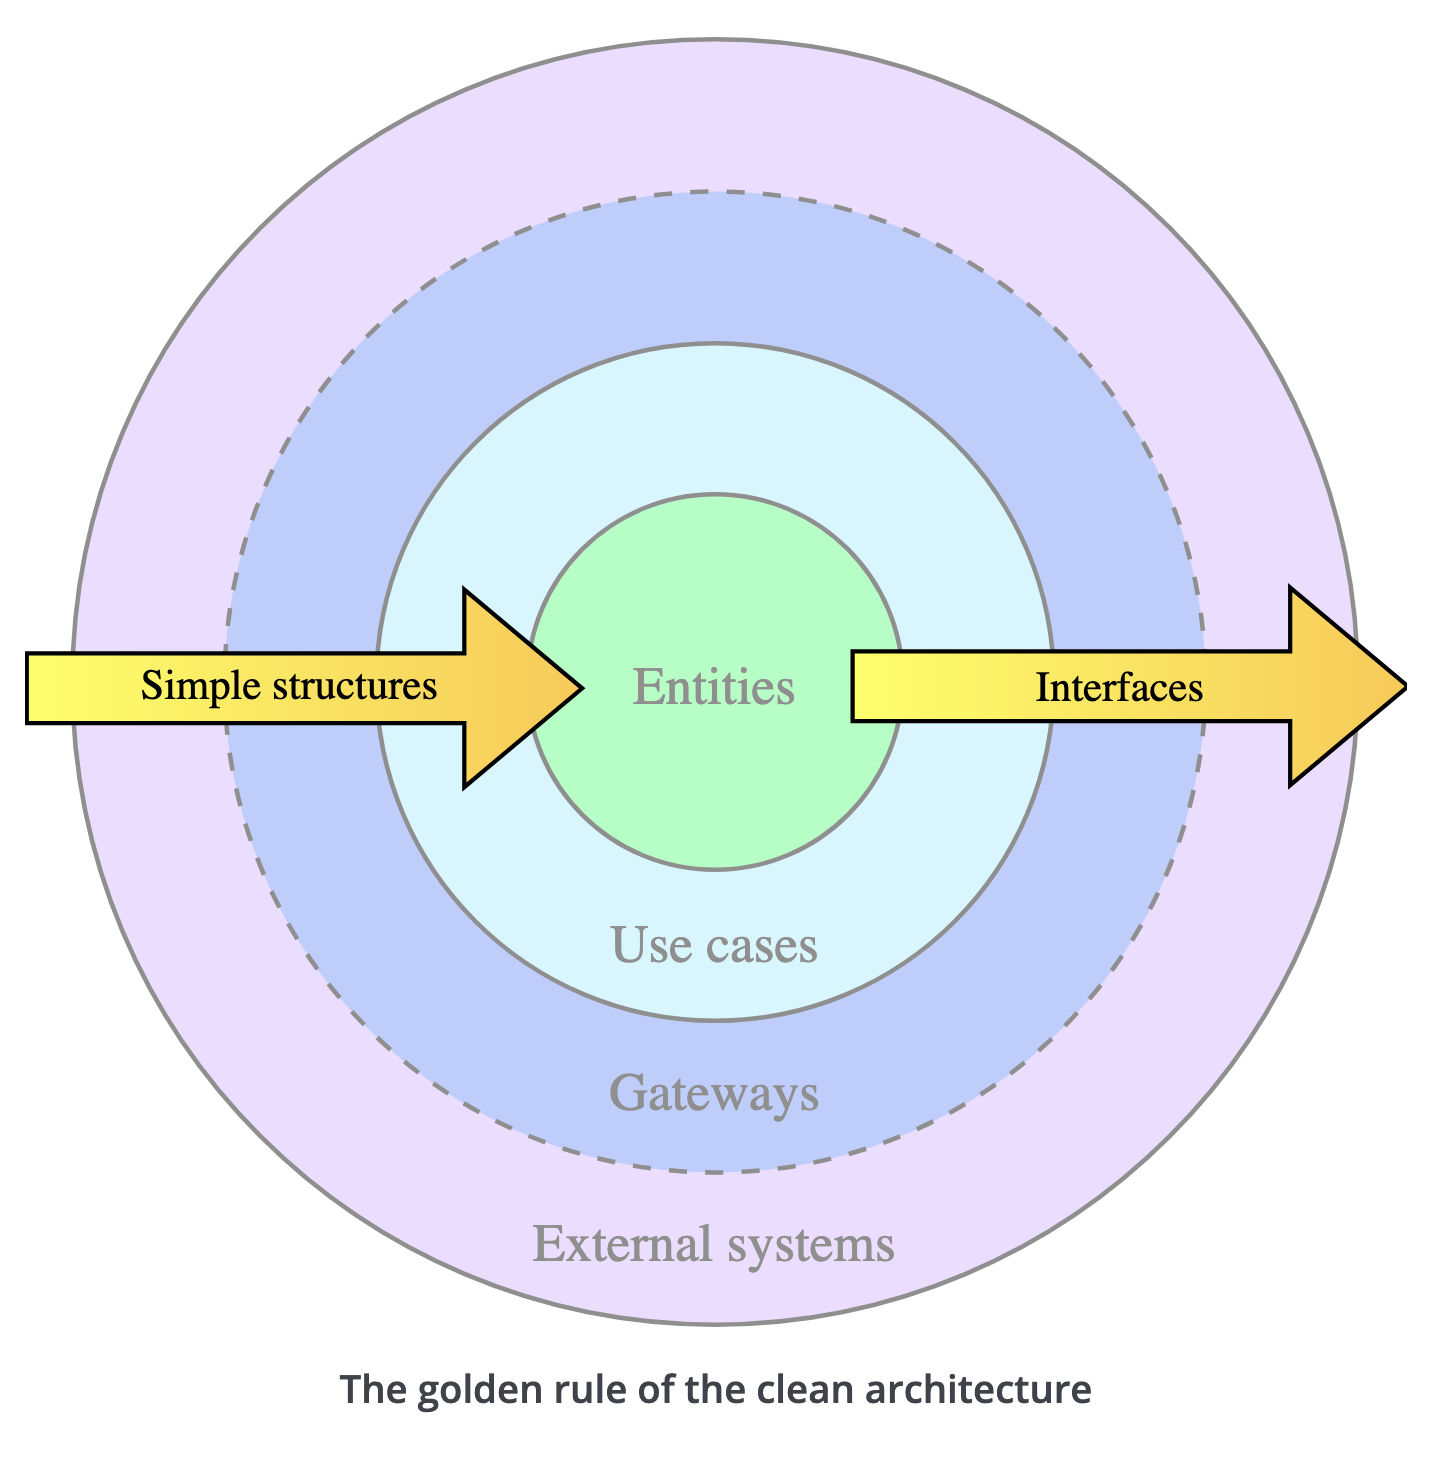 Simple structures
Entities
Interfaces
Use cases
Gateways
External systems
The golden rule of the clean architecture